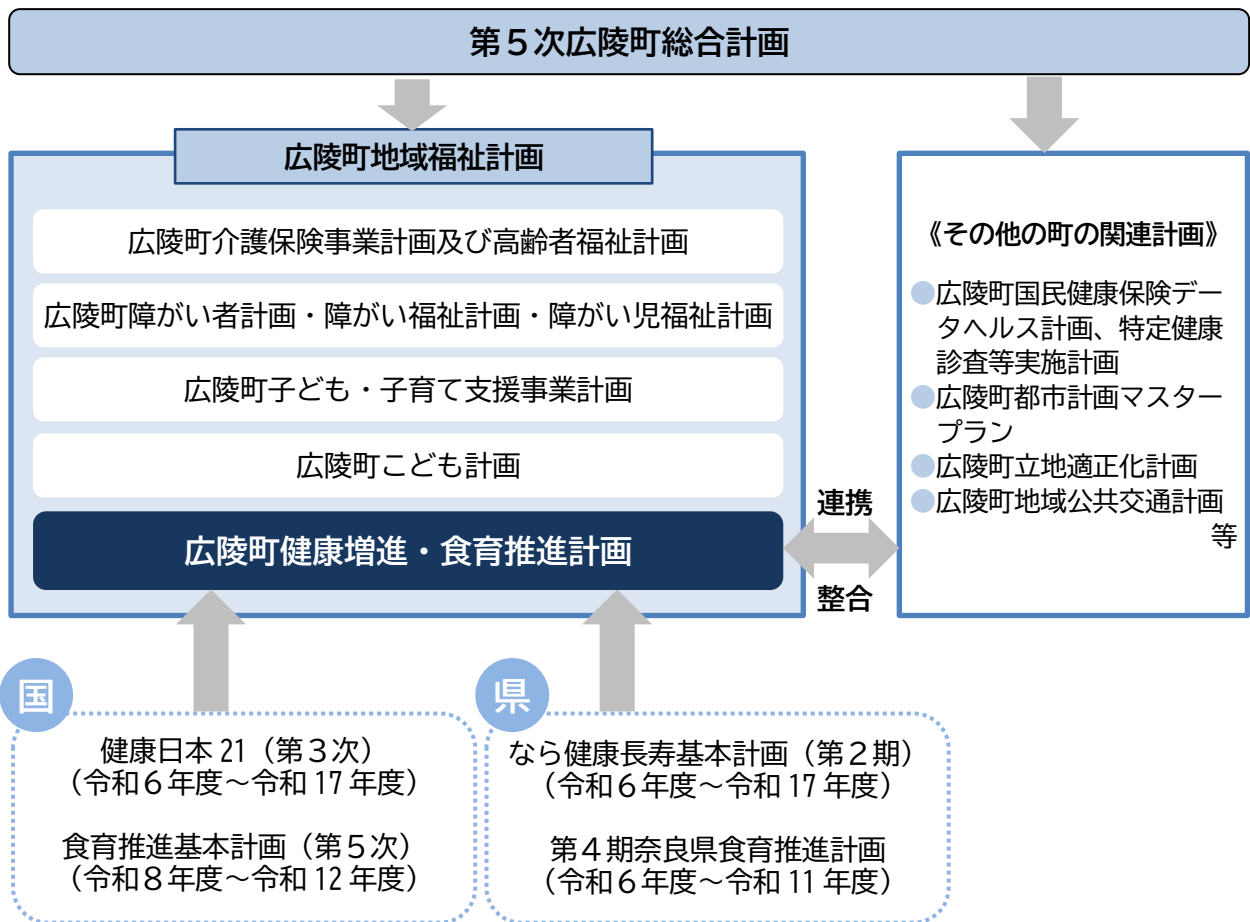 第５次広陵町総合計画
広陵町地域福祉計画
広陵町介護保険事業計画及び高齢者福祉計画
広陵町障がい者計画・障がい福祉計画・障がい児福祉計画
広陵町子ども・子育て支援事業計画
広陵町こども計画
広陵町健康増進・食育推進計画
連携
整合
《その他の町の関連計画》
●広陵町国民健康保険デー
タヘルス計画、特定健康
診査等実施計画
●広陵町都市計画マスター
プラン
●広陵町立地適正化計画
●広陵町地域公共交通計画
等
国
健康日本 21（第３次）
（令和６年度～令和 17 年度）
食育推進基本計画（第５次）
（令和８年度～令和 12 年度）
県
なら健康長寿基本計画（第２期）
（令和６年度～令和 17 年度）
第４期奈良県食育推進計画
（令和６年度～令和 11 年度）